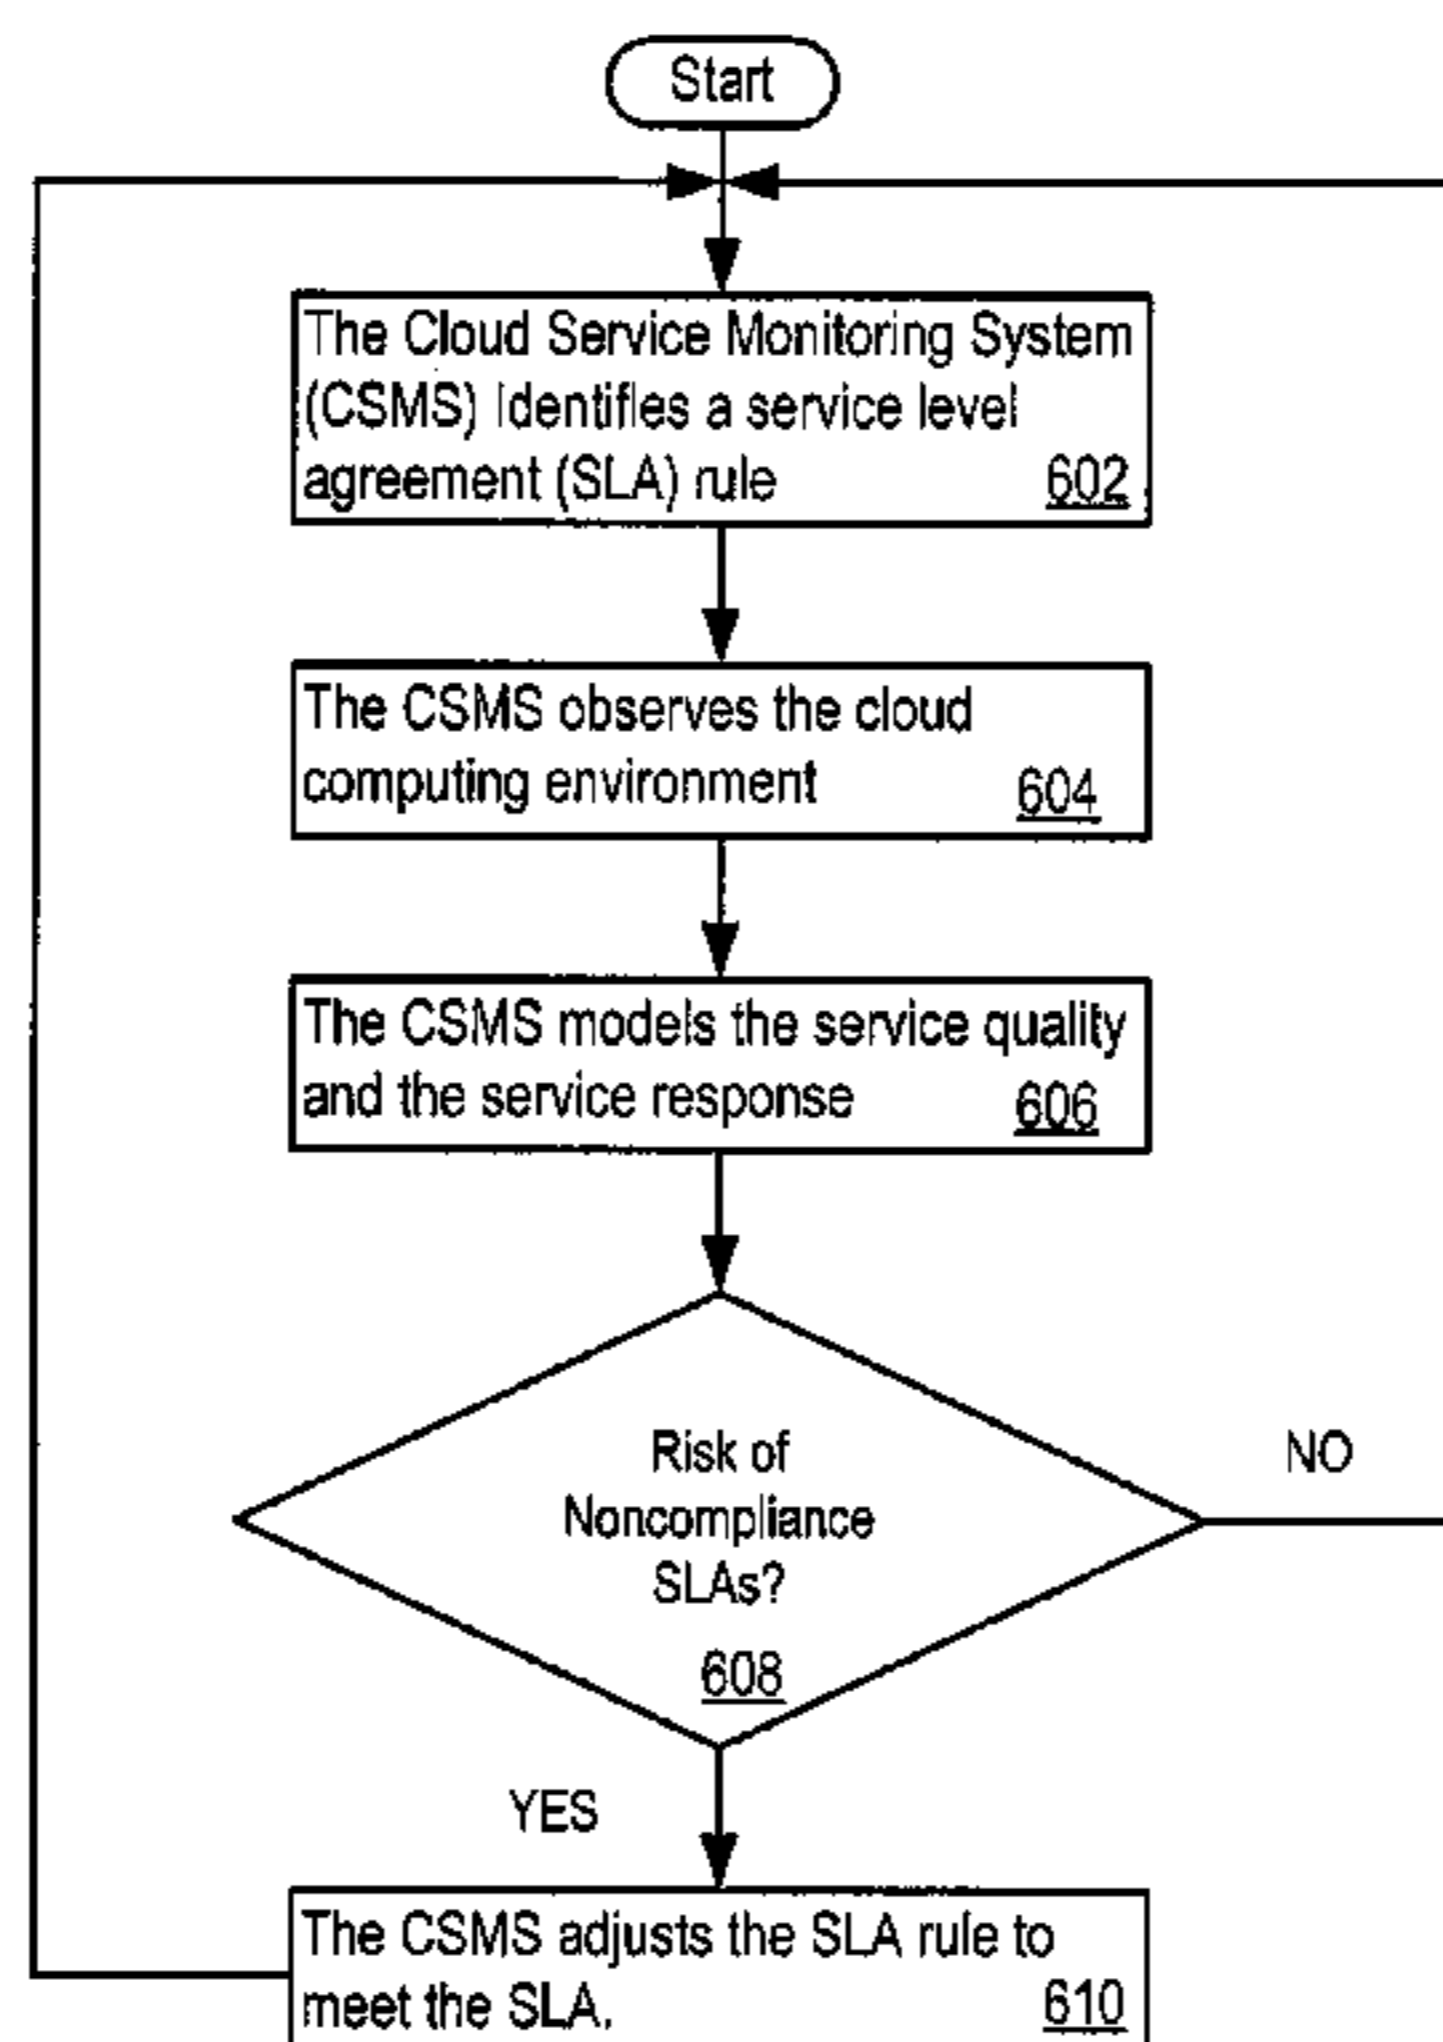 Start
The Cloud Service Monitoring System
(CSMS) Identifies a service level
agreement (SLA) rule 602
The CSMS observes the cloud
computing environment 604
The CSMS models the service quality
and the service response 606
Risk of
Noncompliance
SLAs?
608
NO
YES
The CSMS adjusts the SLA rule to
meet the SLA. 610